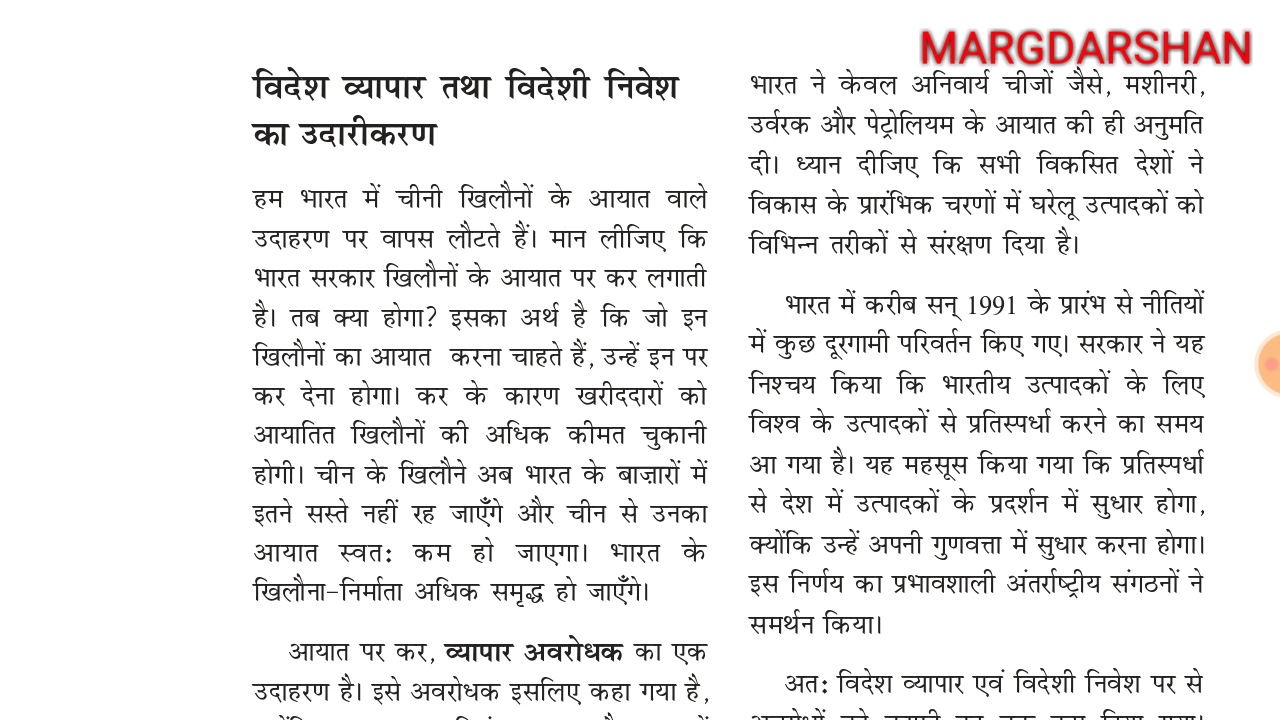 MARGDARSHAN
विदेश व्यापार तथा विदेशी निवेश
का उदारीकरण
हम भारत में चीनी खिलौनों के आयात वाले
उदाहरण पर वापस लौटते हैं। मान लीजिए कि
भारत सरकार खिलौनों के आयात पर कर लगाती
है। तब क्या होगा? इसका अर्थ है कि जो इन
खिलौनों का आयात करना चाहते हैं, उन्हें इन पर
कर देना होगा। कर के कारण खरीददारों को
आयातित खिलौनों की अधिक कीमत चुकानी
होगी। चीन के खिलौने अब भारत के बाज़ारों में
इतने सस्ते नहीं रह जाएँगे और चीन से उनका
आयात स्वतः कम हो जाएगा। भारत के
खिलौना-निर्माता अधिक समृद्ध हो जाएँगे।
आयात पर कर, व्यापार अवरोधक का एक
उदाहरण है। इसे अवरोधक इसलिए कहा गया है,
भारत ने केवल अनिवार्य चीजों जैसे, मशीनरी,
उर्वरक और पेट्रोलियम के आयात की ही अनुमति
दी। ध्यान दीजिए कि सभी विकसित देशों ने
विकास के प्रारंभिक चरणों में घरेलू उत्पादकों को
विभिन्न तरीकों से संरक्षण दिया है।
भारत में करीब सन् 1991 के प्रारंभ से नीतियों
में कुछ दूरगामी परिवर्तन किए गए। सरकार ने यह
निश्चय किया कि भारतीय उत्पादकों के लिए
विश्व के उत्पादकों से प्रतिस्पर्धा करने का समय
आ गया है। यह महसूस किया गया कि प्रतिस्पर्धा
से देश में उत्पादकों के प्रदर्शन में सुधार होगा,
क्योंकि उन्हें अपनी गुणवत्ता में सुधार करना होगा।
इस निर्णय का प्रभावशाली अंतर्राष्ट्रीय संगठनों ने
समर्थन किया।
अतः विदेश व्यापार एवं विदेशी निवेश पर से